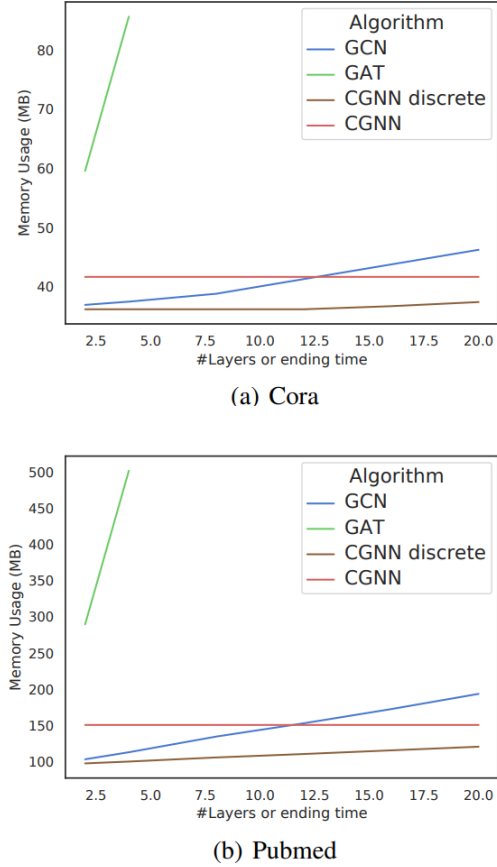 Algorithm
GCN
GAT
CGNN discrete
CGNN
Memory Usage (MB)
80
70
60
50
40
2.5 5.0 7.5 10.0 12.5 15.0 17.5 20.0
#Layers or ending time
(a) Cora
Algorithm
GCN
GAT
CGNN discrete
CGNN
Memory Usage (MB)
500
450
400
350
300
250
200
150
100
2.5 5.0 7.5 10.0 12.5 15.0 17.5 20.0
#Layers or ending time
(b) Pubmed